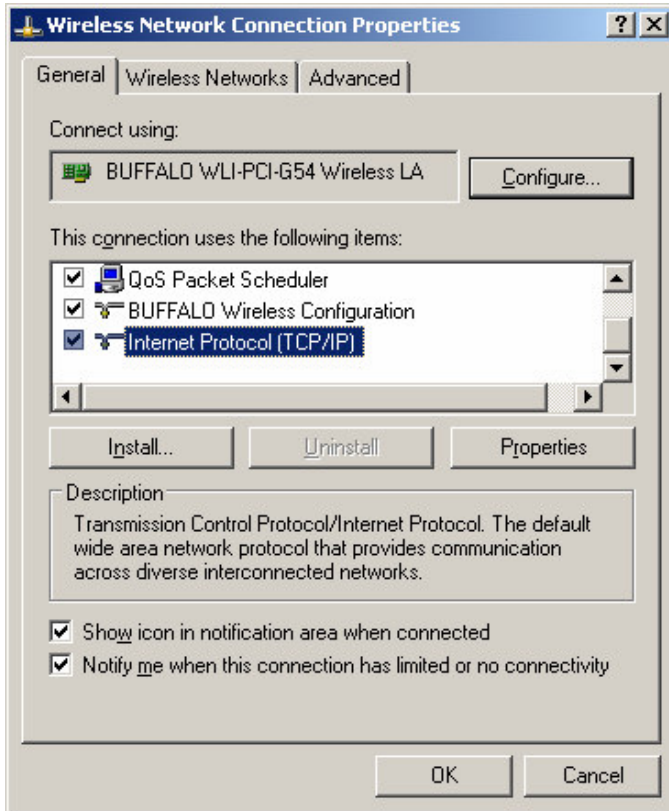 Wireless Network Connection Properties
General Wireless Networks Advanced
Connect using:
BUFFALO WLI-PCI-G54 Wireless LA Configure...
This connection uses the following items:
QoS Packet Scheduler
BUFFALO Wireless Configuration
Internet Protocol (TCP/IP)
Install... Uninstall Properties
Description
Transmission Control Protocol/Internet Protocol. The default
wide area network protocol that provides communication
across diverse interconnected networks.
Show icon in notification area when connected
Notify me when this connection has limited or no connectivity
OK Cancel